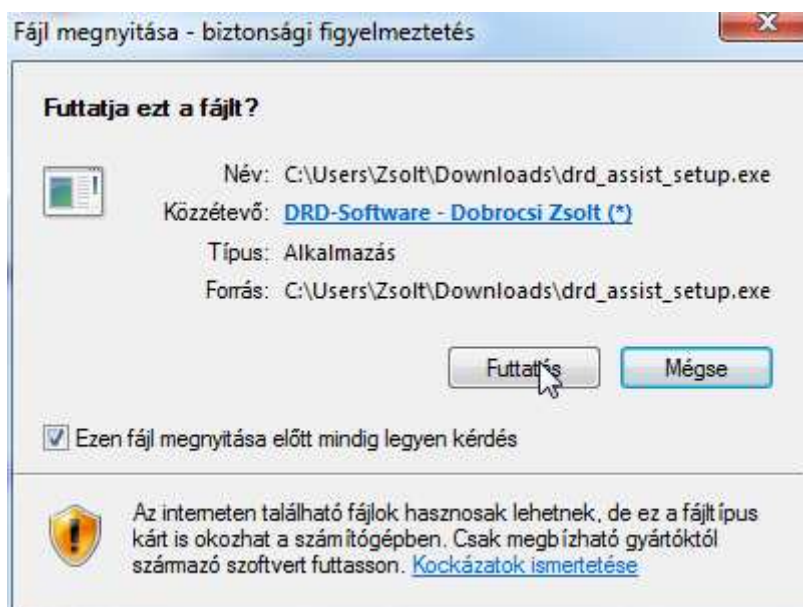 Fájl megnyitása - biztonsági figyelmeztetés
Futtatja ezt a fájlt?
Név: C:\Users\Zsolt\Downloads\drd_assist_setup.exe
Közzétevő: DRD-Software - Dobrocsi Zsolt (*)
Típus: Alkalmazás
Forrás: C:\Users\Zsolt\Downloads\drd_assist_setup.exe
Futtatás Mégse
Ezen fájl megnyitása előtt mindig legyen kérdés
Az interneten található fájlok hasznosak lehetnek, de ez a fájltípus
kárt is okozhat a számítógépben. Csak megbízható gyártóktól
származó szoftvert futtasson. Kockázatok ismertetése